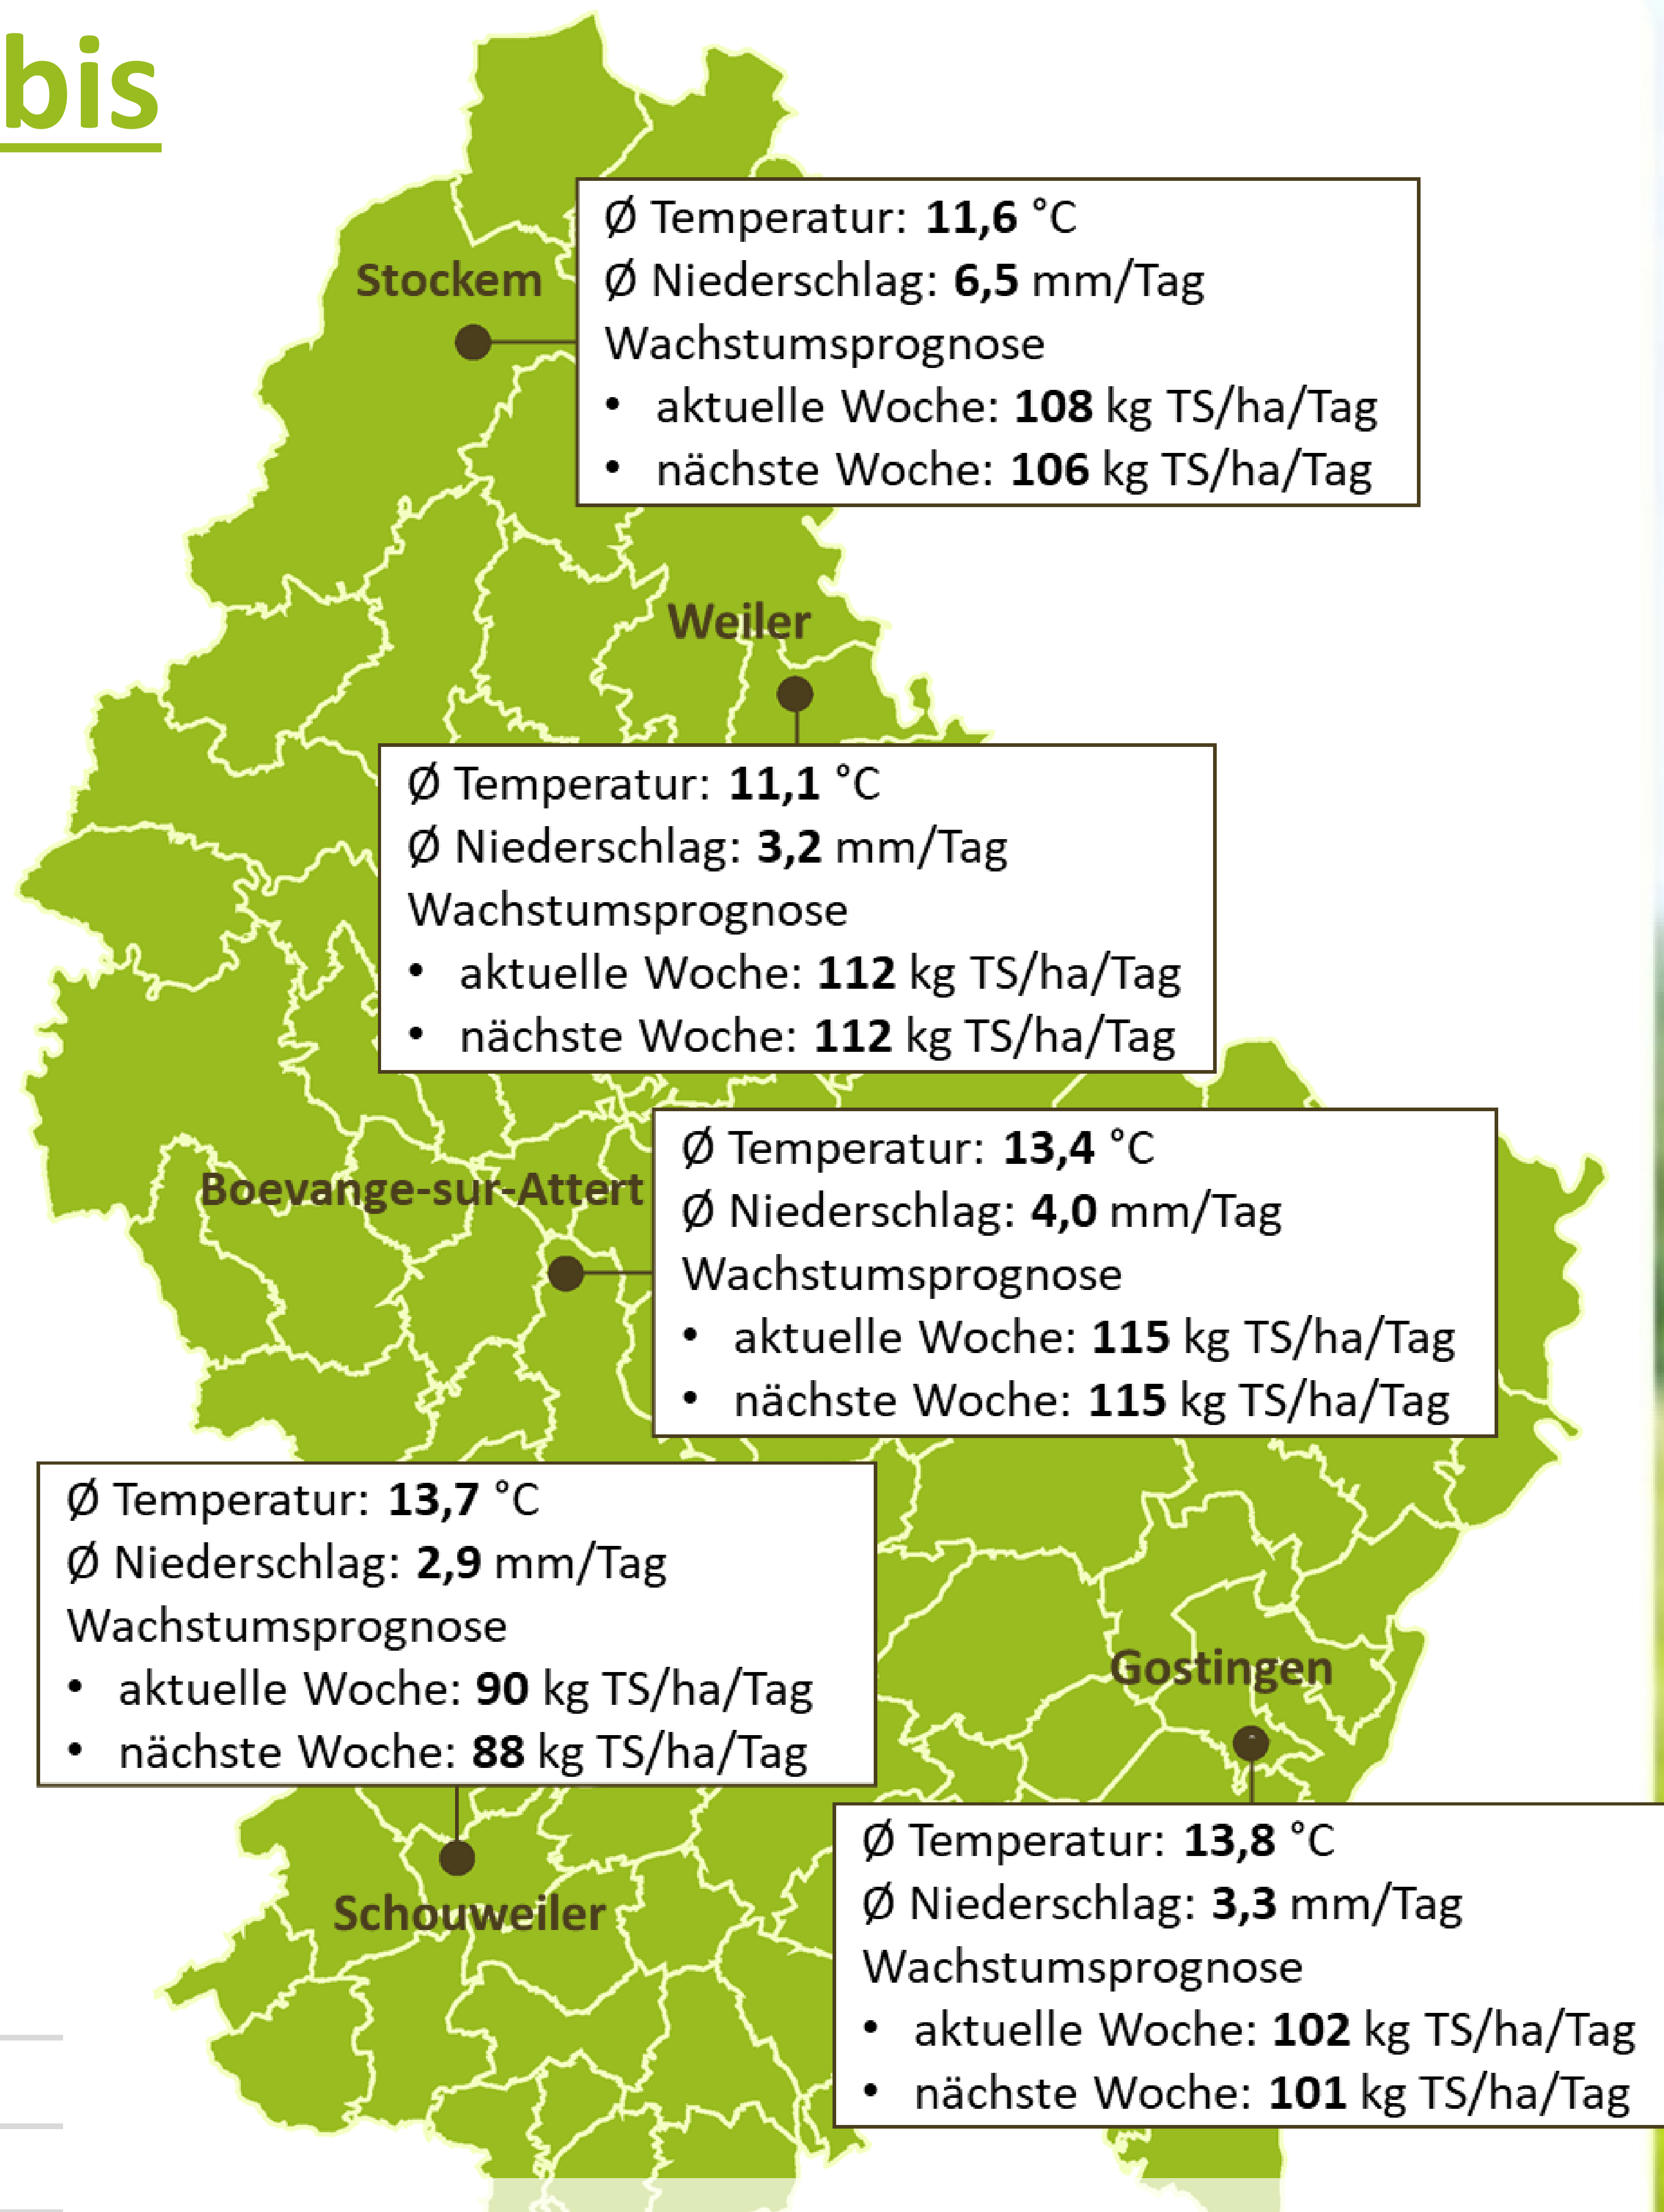 bis
Stockem
Ø Temperatur: 11,6 °C
Ø Niederschlag: 6,5 mm/Tag
Wachstumsprognose
• aktuelle Woche: 108 kg TS/ha/Tag
• nächste Woche: 106 kg TS/ha/Tag
Weiler
Ø Temperatur: 11,1 °C
Ø Niederschlag: 3,2 mm/Tag
Wachstumsprognose
• aktuelle Woche: 112 kg TS/ha/Tag
• nächste Woche: 112 kg TS/ha/Tag
Boevange-sur-Attert
Ø Temperatur: 13,4 °C
Ø Niederschlag: 4,0 mm/Tag
Wachstumsprognose
• aktuelle Woche: 115 kg TS/ha/Tag
• nächste Woche: 115 kg TS/ha/Tag
Ø Temperatur: 13,7 °C
Ø Niederschlag: 2,9 mm/Tag
Wachstumsprognose
• aktuelle Woche: 90 kg TS/ha/Tag
• nächste Woche: 88 kg TS/ha/Tag
Schouweiler
Gostingen
Ø Temperatur: 13,8 °C
Ø Niederschlag: 3,3 mm/Tag
Wachstumsprognose
• aktuelle Woche: 102 kg TS/ha/Tag
• nächste Woche: 101 kg TS/ha/Tag